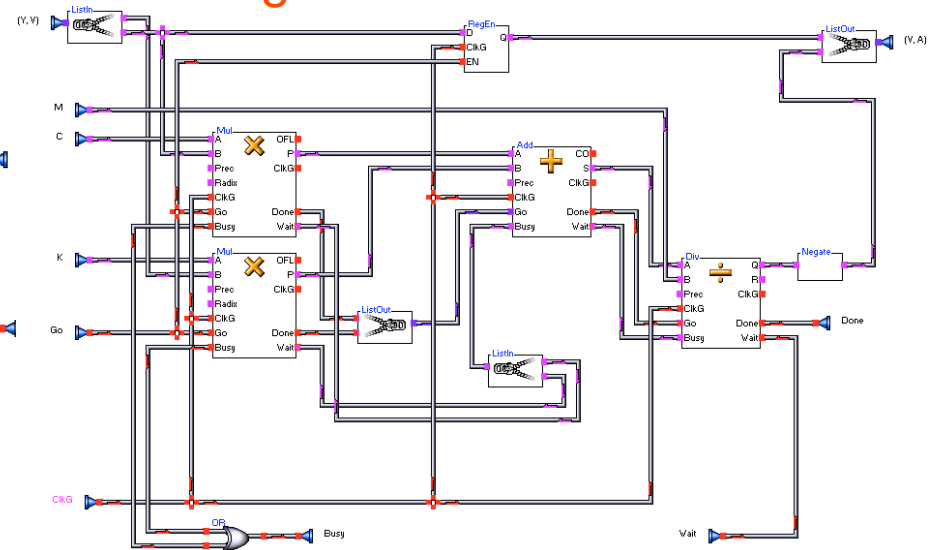 (Y, V)
ListIn
RegEn
D
ClkG
EN
Q
ListOut
(V, A)
M
C
Mul
A
B
Prec
Radix
ClkG
Go
Busy
OFL
P
ClkG
Done
Wait
Add
A
B
Prec
ClkG
Go
Busy
CO
S
ClkG
Done
Wait
K
Go
Mul
A
B
Prec
Radix
ClkG
Go
Busy
OFL
P
ClkG
Done
Wait
ListOut
ListIn
Div
A
B
Prec
ClkG
Go
Busy
Q
R
ClkG
Done
Wait
Negate
Done
ClkG
OR
Busy
Wait